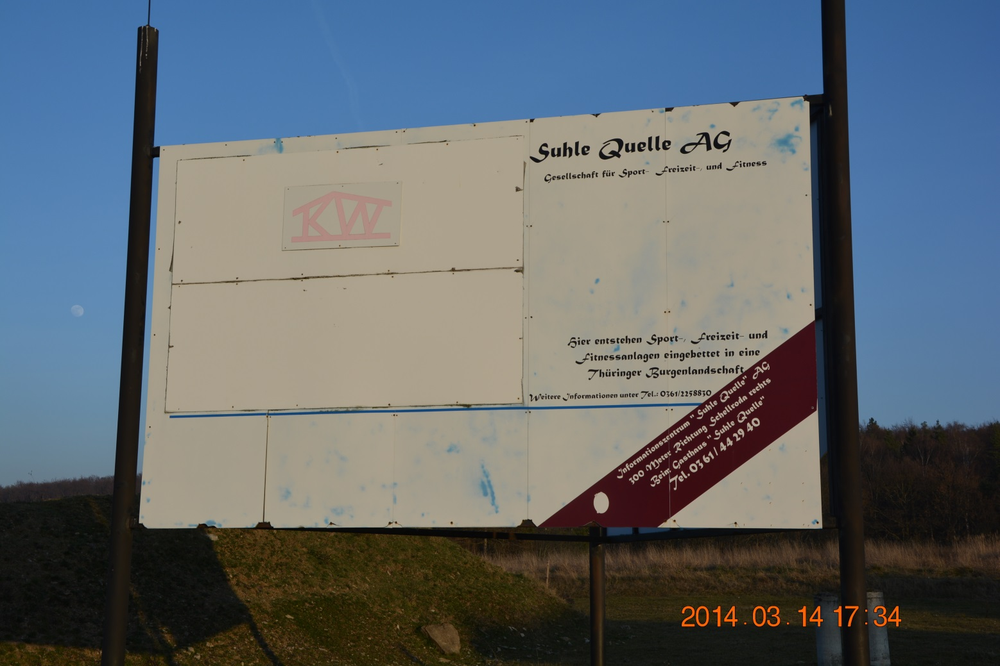 Suhle Quelle AG
Gesellschaft für Sport-, Freizeit-, und Fitness
KW
Hier entstehen Sport-, Freizeit- und
Fitnessanlagen eingebettet in eine
Thüringer Burgenlandschaft
Weitere Informationen unter Tel.: 0361/2258830
Informationszentrum "Suhle Quelle" AG
300 Meter Richtung Schellroda rechts
Beim Gasthaus "Suhle Quelle"
Tel. 03 61 / 44 29 40
2014.03.14 17:34